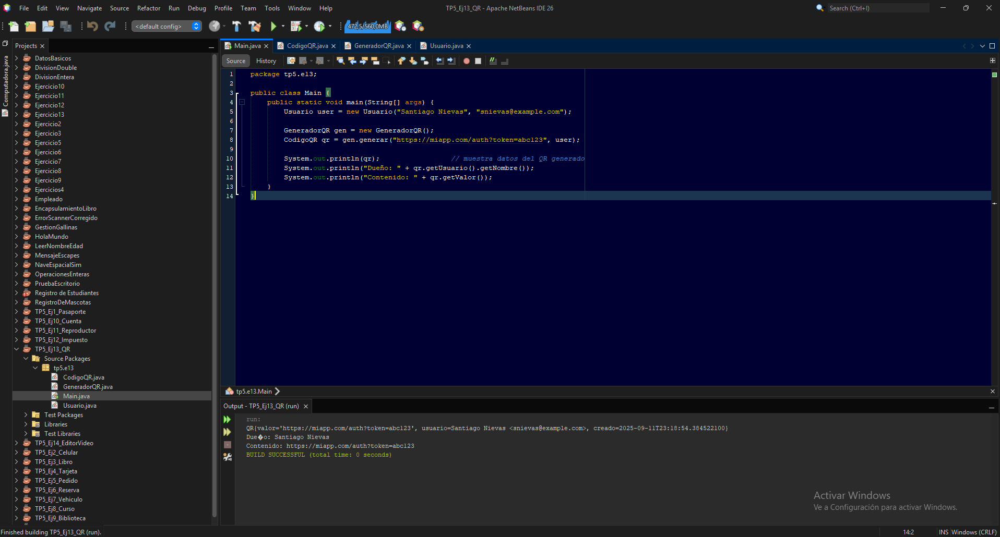 File Edit View Navigate Source Refactor Run Debug Profile Team Tools Window Help
TP5_Ej13_QR - Apache NetBeans IDE 26
Search (Ctrl+I)
<default config>
472,5/560,0MB
Computadora.java
Projects
DatosBasicos
DivisionDouble
DivisionEntera
Ejercicio10
Ejercicio11
Ejercicio12
Ejercicio13
Ejercicio2
Ejercicio3
Ejercicio5
Ejercicio6
Ejercicio7
Ejercicio8
Ejercicio9
Ejercicios4
Empleado
EncapsulamientoLibro
ErrorScannerCorregido
GestionGallinas
HolaMundo
LeerNombreEdad
MensajeEscapes
NaveEspacialSim
OperacionesEnteras
PruebaEscritorio
Registro de Estudiantes
RegistroDeMascotas
TP5_Ej1_Pasaporte
TP5_Ej10_Cuenta
TP5_Ej11_Reproductor
TP5_Ej12_Impuesto
TP5_Ej13_QR
Source Packages
tp5.e13
CodigoQR.java
GeneradorQR.java
Main.java
Usuario.java
Test Packages
Libraries
Test Libraries
TP5_Ej14_EditorVideo
TP5_Ej2_Celular
TP5_Ej3_Libro
TP5_Ej4_Tarjeta
TP5_Ej5_Pedido
TP5_Ej6_Reserva
TP5_Ej7_Vehiculo
TP5_Ej8_Curso
TP5_Ej9_Biblioteca
Main.java CodigoQR.java GeneradorQR.java Usuario.java
Source History
1 package tp5.e13;
2
3 public class Main {
4 public static void main(String[] args) {
5 Usuario user = new Usuario("Santiago Nievas", "snievas@example.com");
6
7 GeneradorQR gen = new GeneradorQR();
8 CodigoQR qr = gen.generar("https://miapp.com/auth?token=abc123", user);
9
10 System.out.println(qr); // muestra datos del QR generado
11 System.out.println("Dueño: " + qr.getUsuario().getNombre());
12 System.out.println("Contenido: " + qr.getValor());
13 }
14 }
tp5.e13.Main
Output - TP5_Ej13_QR (run)
run:
QR{valor='https://miapp.com/auth?token=abc123', usuario=Santiago Nievas <snievas@example.com>, creado=2025-09-11T23:18:54.384522100}
Due�o: Santiago Nievas
Contenido: https://miapp.com/auth?token=abc123
BUILD SUCCESSFUL (total time: 0 seconds)
Activar Windows
Ve a Configuración para activar Windows.
Finished building TP5_Ej13_QR (run).
14:2 INS Windows (CRLF)